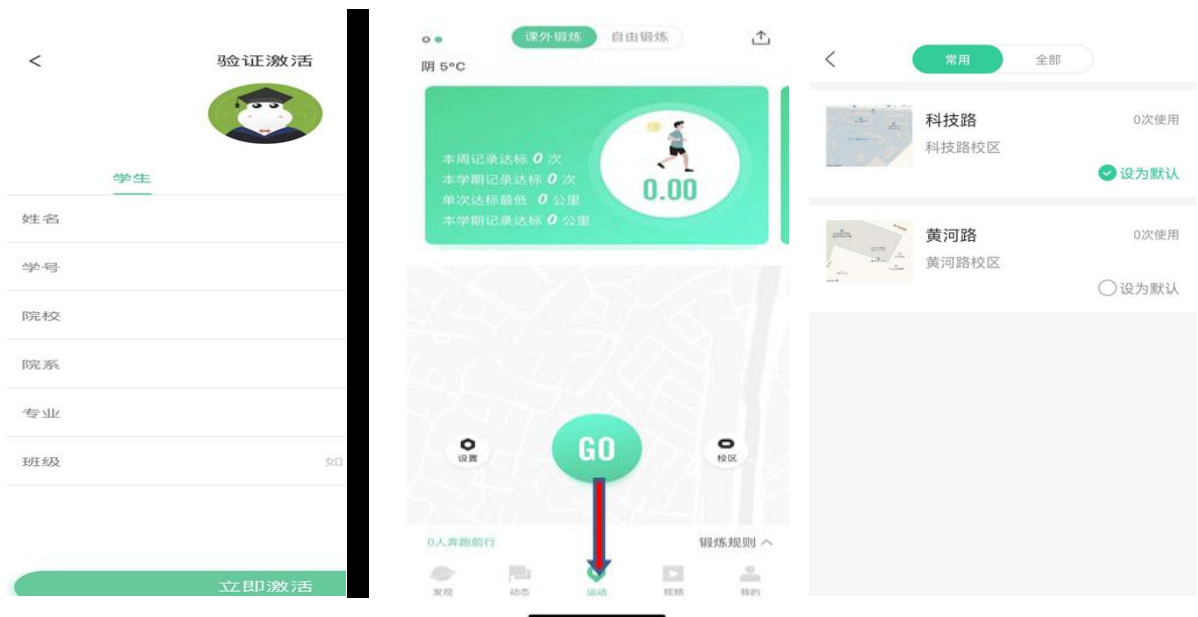 <
验证激活
学生
姓名
学号
院校
院系
专业
班级
如
立即激活
课外锻炼 自由锻炼
阴 5°C
本周记录达标 0 次
本学期记录达标 0 次
单次达标最低 0 公里
本学期记录达标 0 公里
0.00
GO
设置
校区
0人奔跑前行
锻炼规则
发现 动态 运动 视频 我的
常用 全部
科技路 0次使用
科技路校区
设为默认
黄河路 0次使用
黄河路校区
设为默认